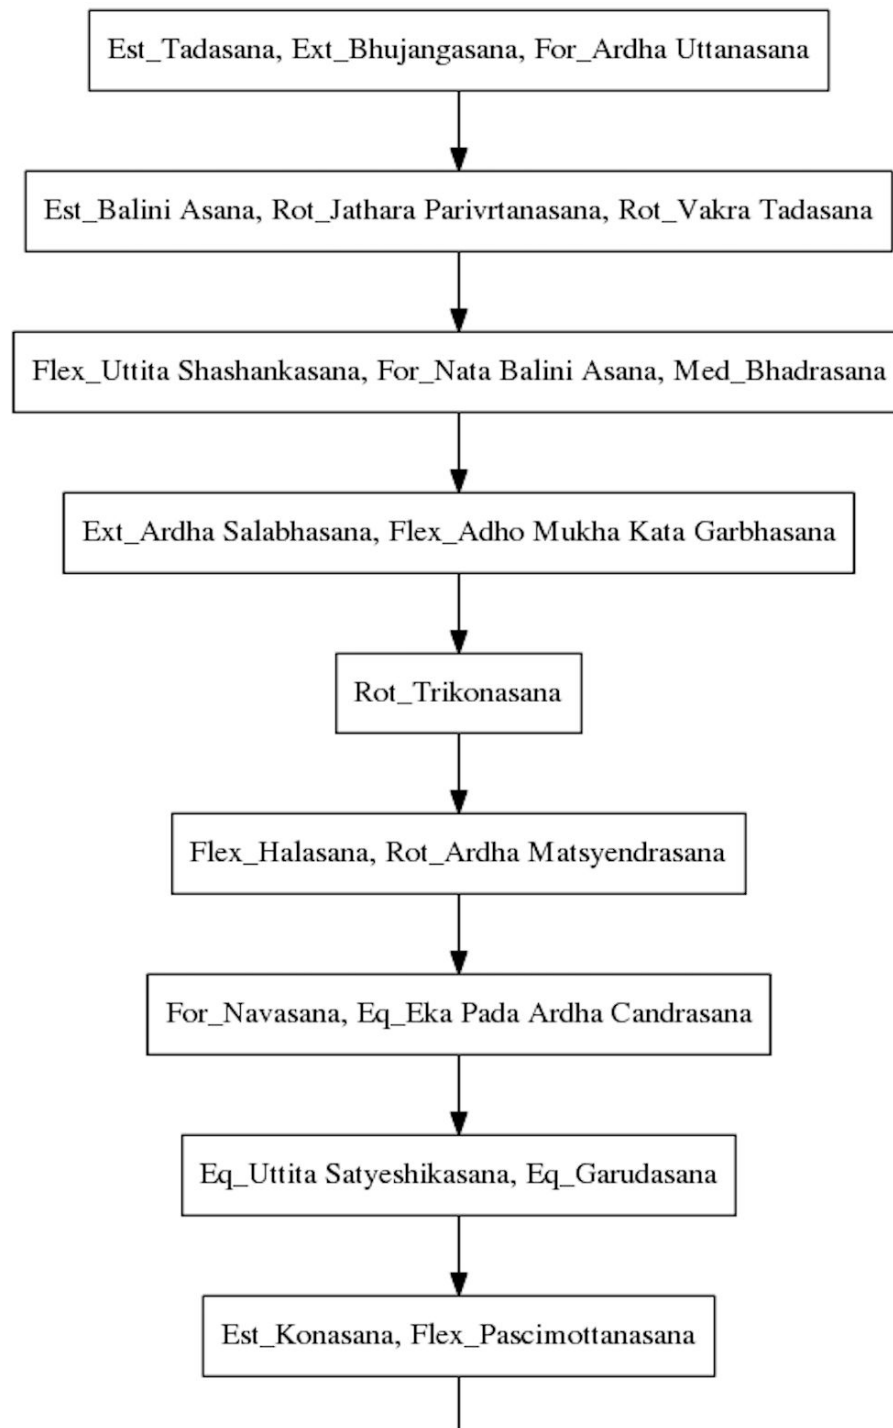 Est_Tadasana, Ext_Bhujangasana, For_Ardha Uttanasana
Est_Balini Asana, Rot_Jathara Parivrtanasana, Rot_Vakra Tadasana
Flex_Uttita Shashankasana, For_Nata Balini Asana, Med_Bhadrasana
Ext_Ardha Salabhasana, Flex_Adho Mukha Kata Garbhasana
Rot_Trikonasana
Flex_Halasana, Rot_Ardha Matsyendrasana
For_Navasana, Eq_Eka Pada Ardha Candrasana
Eq_Uttita Satyeshikasana, Eq_Garudasana
Est_Konasana, Flex_Pascimottanasana